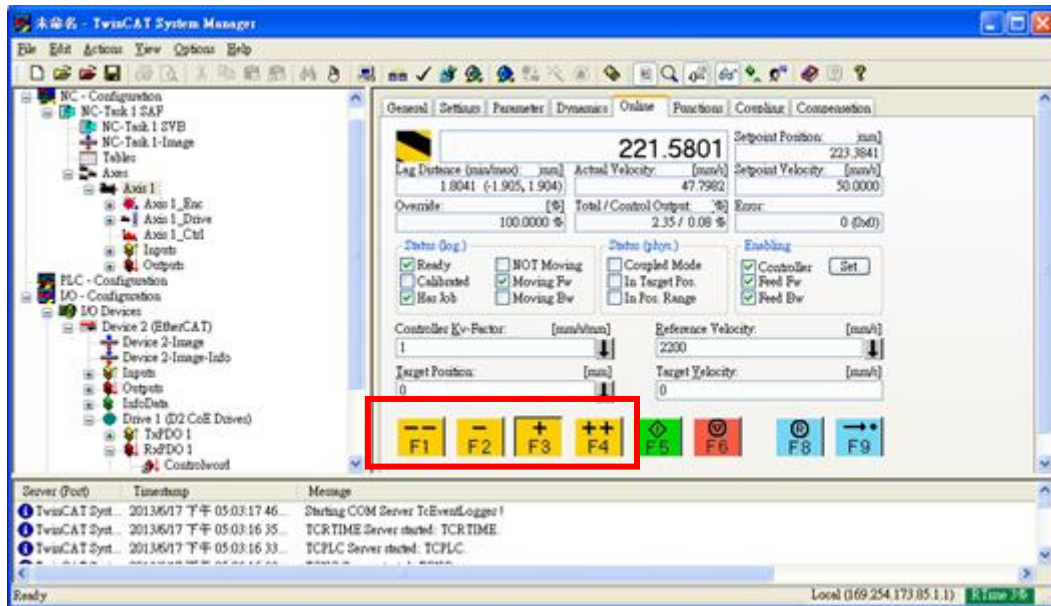 未命名 - TwinCAT System Manager
File Edit Actions View Options Help
NC - Configuration
NC-Task 1 SAF
NC-Task 1 SVB
NC-Task 1-Image
Tables
Axes
Axis 1
Axis 1_Enc
Axis 1_Drive
Axis 1_Ctrl
Inputs
Outputs
PLC - Configuration
I/O - Configuration
I/O Devices
Device 2 (EtherCAT)
Device 2-Image
Device 2-Image-Info
Inputs
Outputs
InfoData
Drive 1 (D2 CoE Drives)
TxPDO 1
RxPDO 1
Controlword
General Settings Parameter Dynamics Online Functions Coupling Compensation
221.5801
Setpoint Position: [mm]
223.3841
Lag Distance (min/max): [mm] Actual Velocity: [mm/s] Setpoint Velocity: [mm/s]
1.8041 (-1.905, 1.904) 47.7982 50.0000
Override: [%] Total / Control Output: [%] Error:
100.0000 % 2.35 / 0.08 % 0 (0x0)
Status (log.) Status (phys.) Enabling
Ready NOT Moving Coupled Mode Controller Set
Calibrated Moving Fw In Target Pos. Feed Fw
Has Job Moving Bw In Pos. Range Feed Bw
Controller Kv-Factor: [mm/s/mm] Reference Velocity: [mm/s]
1 2200
Target Position: [mm] Target Velocity: [mm/s]
0 0
-- - + ++
F1 F2 F3 F4 F5 F6 F8 F9
Server (Port) Timestamp Message
TwinCAT Syst... 2013/6/17 下午 05:03:17 46... Starting COM Server TcEventLogger !
TwinCAT Syst... 2013/6/17 下午 05:03:16 35... TCRTIME Server started: TCRTIME.
TwinCAT Syst... 2013/6/17 下午 05:03:16 33... TCPLC Server started: TCPLC.
Ready Local (169.254.173.85.1.1) RTime 3%